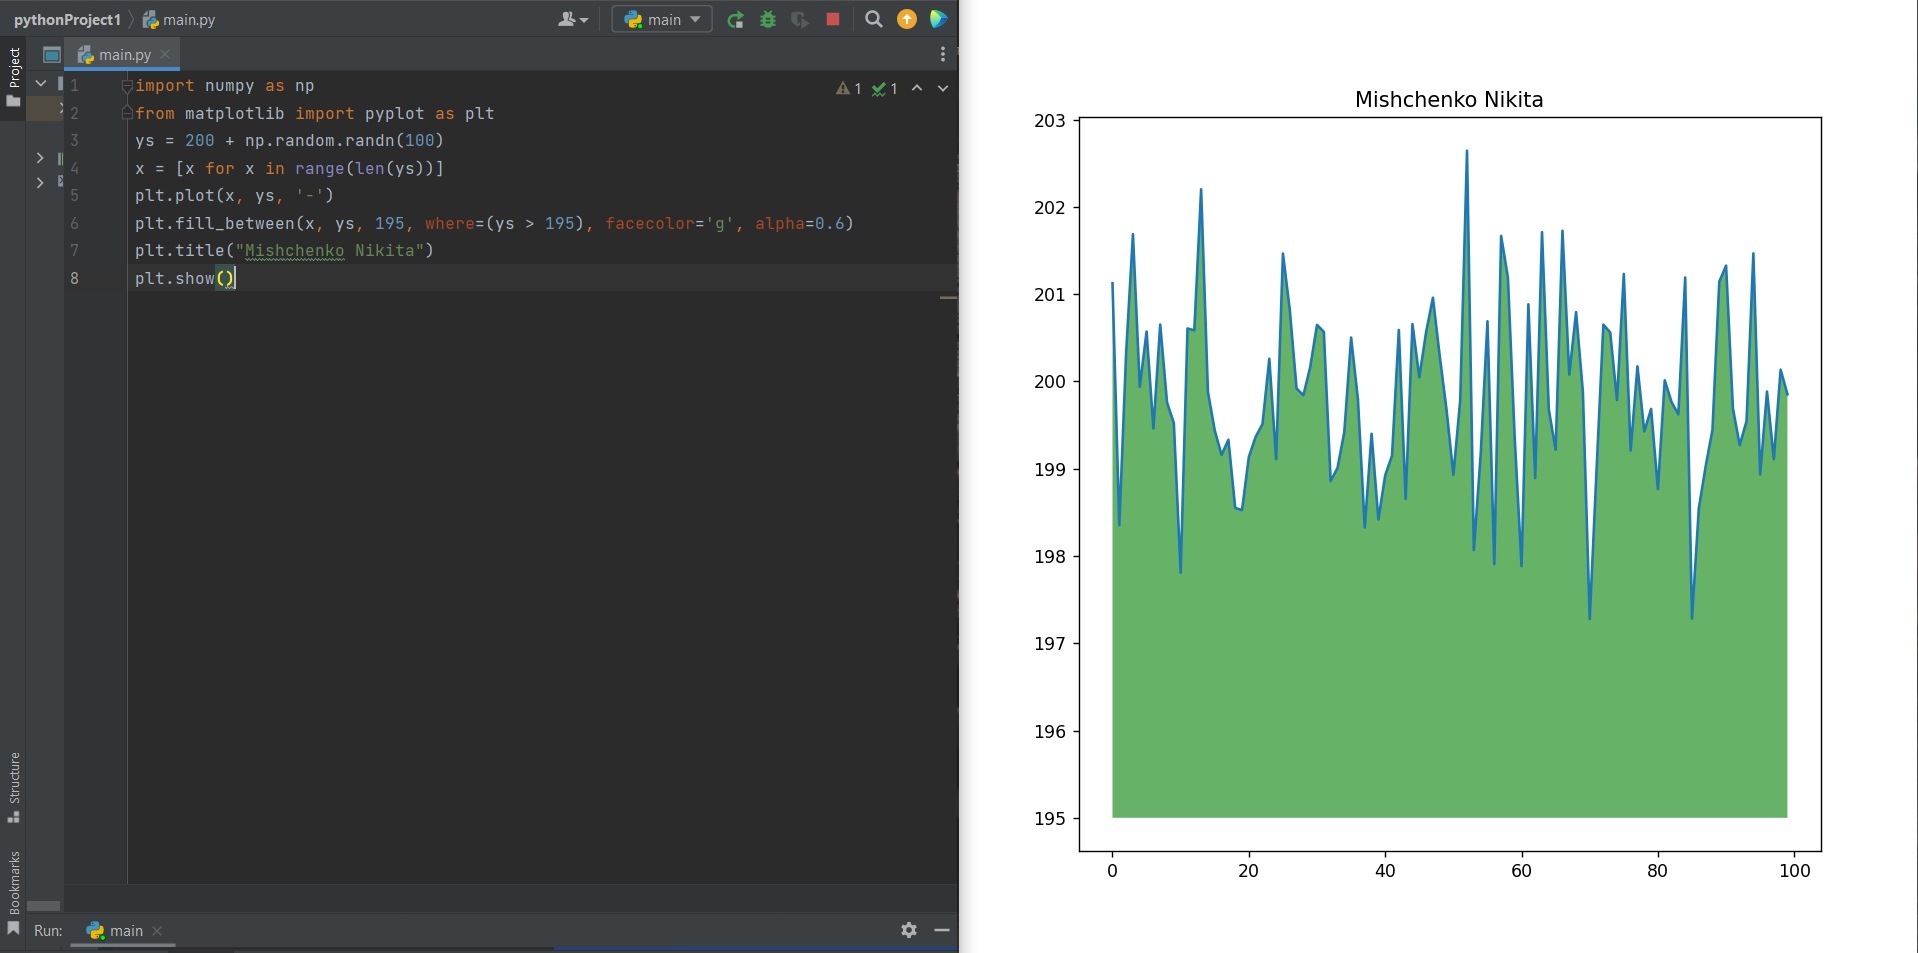 pythonProject1 main.py
main
Project
main.py
1 1
1 import numpy as np
2 from matplotlib import pyplot as plt
3 ys = 200 + np.random.randn(100)
4 x = [x for x in range(len(ys))]
5 plt.plot(x, ys, '-')
6 plt.fill_between(x, ys, 195, where=(ys > 195), facecolor='g', alpha=0.6)
7 plt.title("Mishchenko Nikita")
8 plt.show()
Structure
Bookmarks
Run: main
Mishchenko Nikita
203
202
201
200
199
198
197
196
195
0 20 40 60 80 100